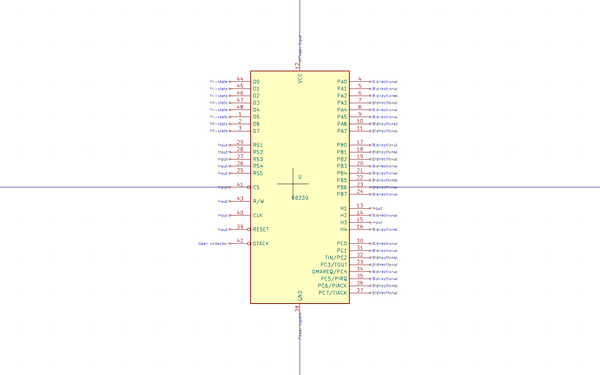 Power input
12
VCC
Tri-state 44 D0 PA0 4 Bidirectional
Tri-state 45 D1 PA1 5 Bidirectional
Tri-state 46 D2 PA2 6 Bidirectional
Tri-state 47 D3 PA3 7 Bidirectional
Tri-state 48 D4 PA4 8 Bidirectional
Tri-state 1 D5 PA5 9 Bidirectional
Tri-state 2 D6 PA6 10 Bidirectional
Tri-state 3 D7 PA7 11 Bidirectional
Input 29 RS1 PB0 17 Bidirectional
Input 28 RS2 PB1 18 Bidirectional
Input 27 RS3 PB2 19 Bidirectional
Input 26 RS4 PB3 20 Bidirectional
Input 25 RS5 PB4 21 Bidirectional
PB5 22 Bidirectional
Input 41 CS PB6 23 Bidirectional
PB7 24 Bidirectional
U
68230
Input 43 R/W
H1 13 Input
Input 40 CLK H2 14 Bidirectional
H3 15 Input
Input 39 RESET H4 16 Bidirectional
Open collector 42 DTACK PC0 30 Bidirectional
PC1 31 Bidirectional
TIN/PC2 32 Bidirectional
PC3/TOUT 33 Bidirectional
DMAREQ/PC4 34 Bidirectional
PC5/PIRQ 35 Bidirectional
PC6/PIACK 36 Bidirectional
PC7/TIACK 37 Bidirectional
GND
38
Power input